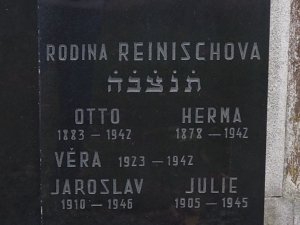 RODINA REINISCHOVA
תנצבה
OTTO HERMA
1883 – 1942 1878 – 1942
VĚRA 1923 – 1942
JAROSLAV JULIE
1910 – 1946 1905 – 1945